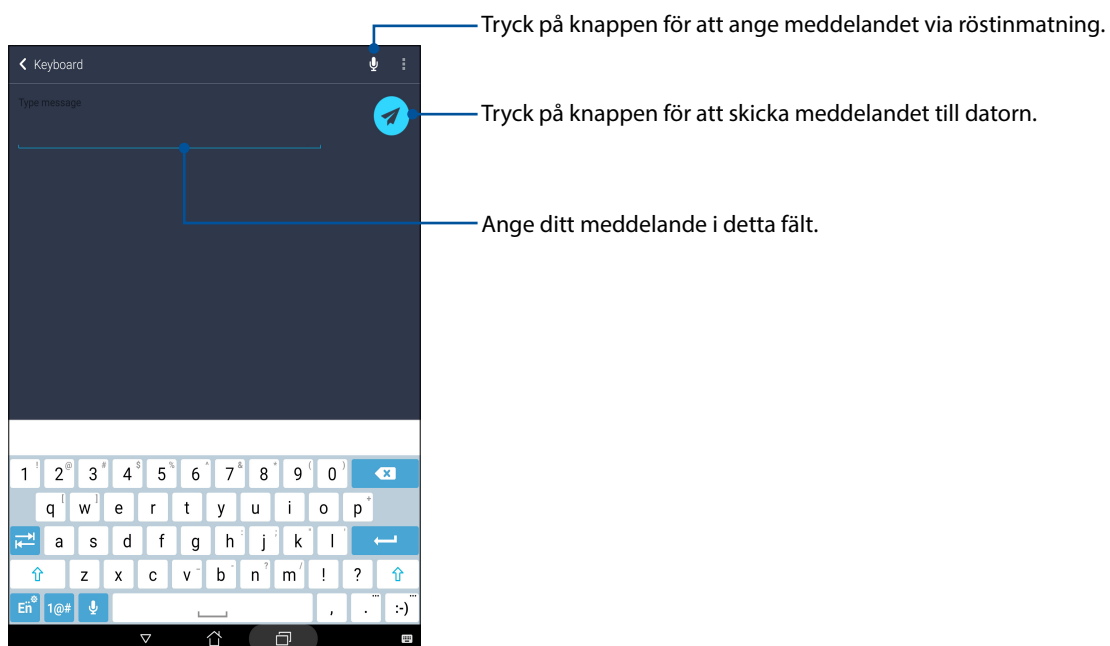 Tryck på knappen för att ange meddelandet via röstinmatning.
Keyboard
Type message
Tryck på knappen för att skicka meddelandet till datorn.
Ange ditt meddelande i detta fält.
1 ! 2 @ 3 # 4 $ 5 % 6 ^ 7 & 8 * 9 ( 0 )
q [ w ] e r t y u i o p +
a s d f g h : j ; k " l '
z x c v - b ` n ? m / ! ?
En 1@# , . ... :-) ...